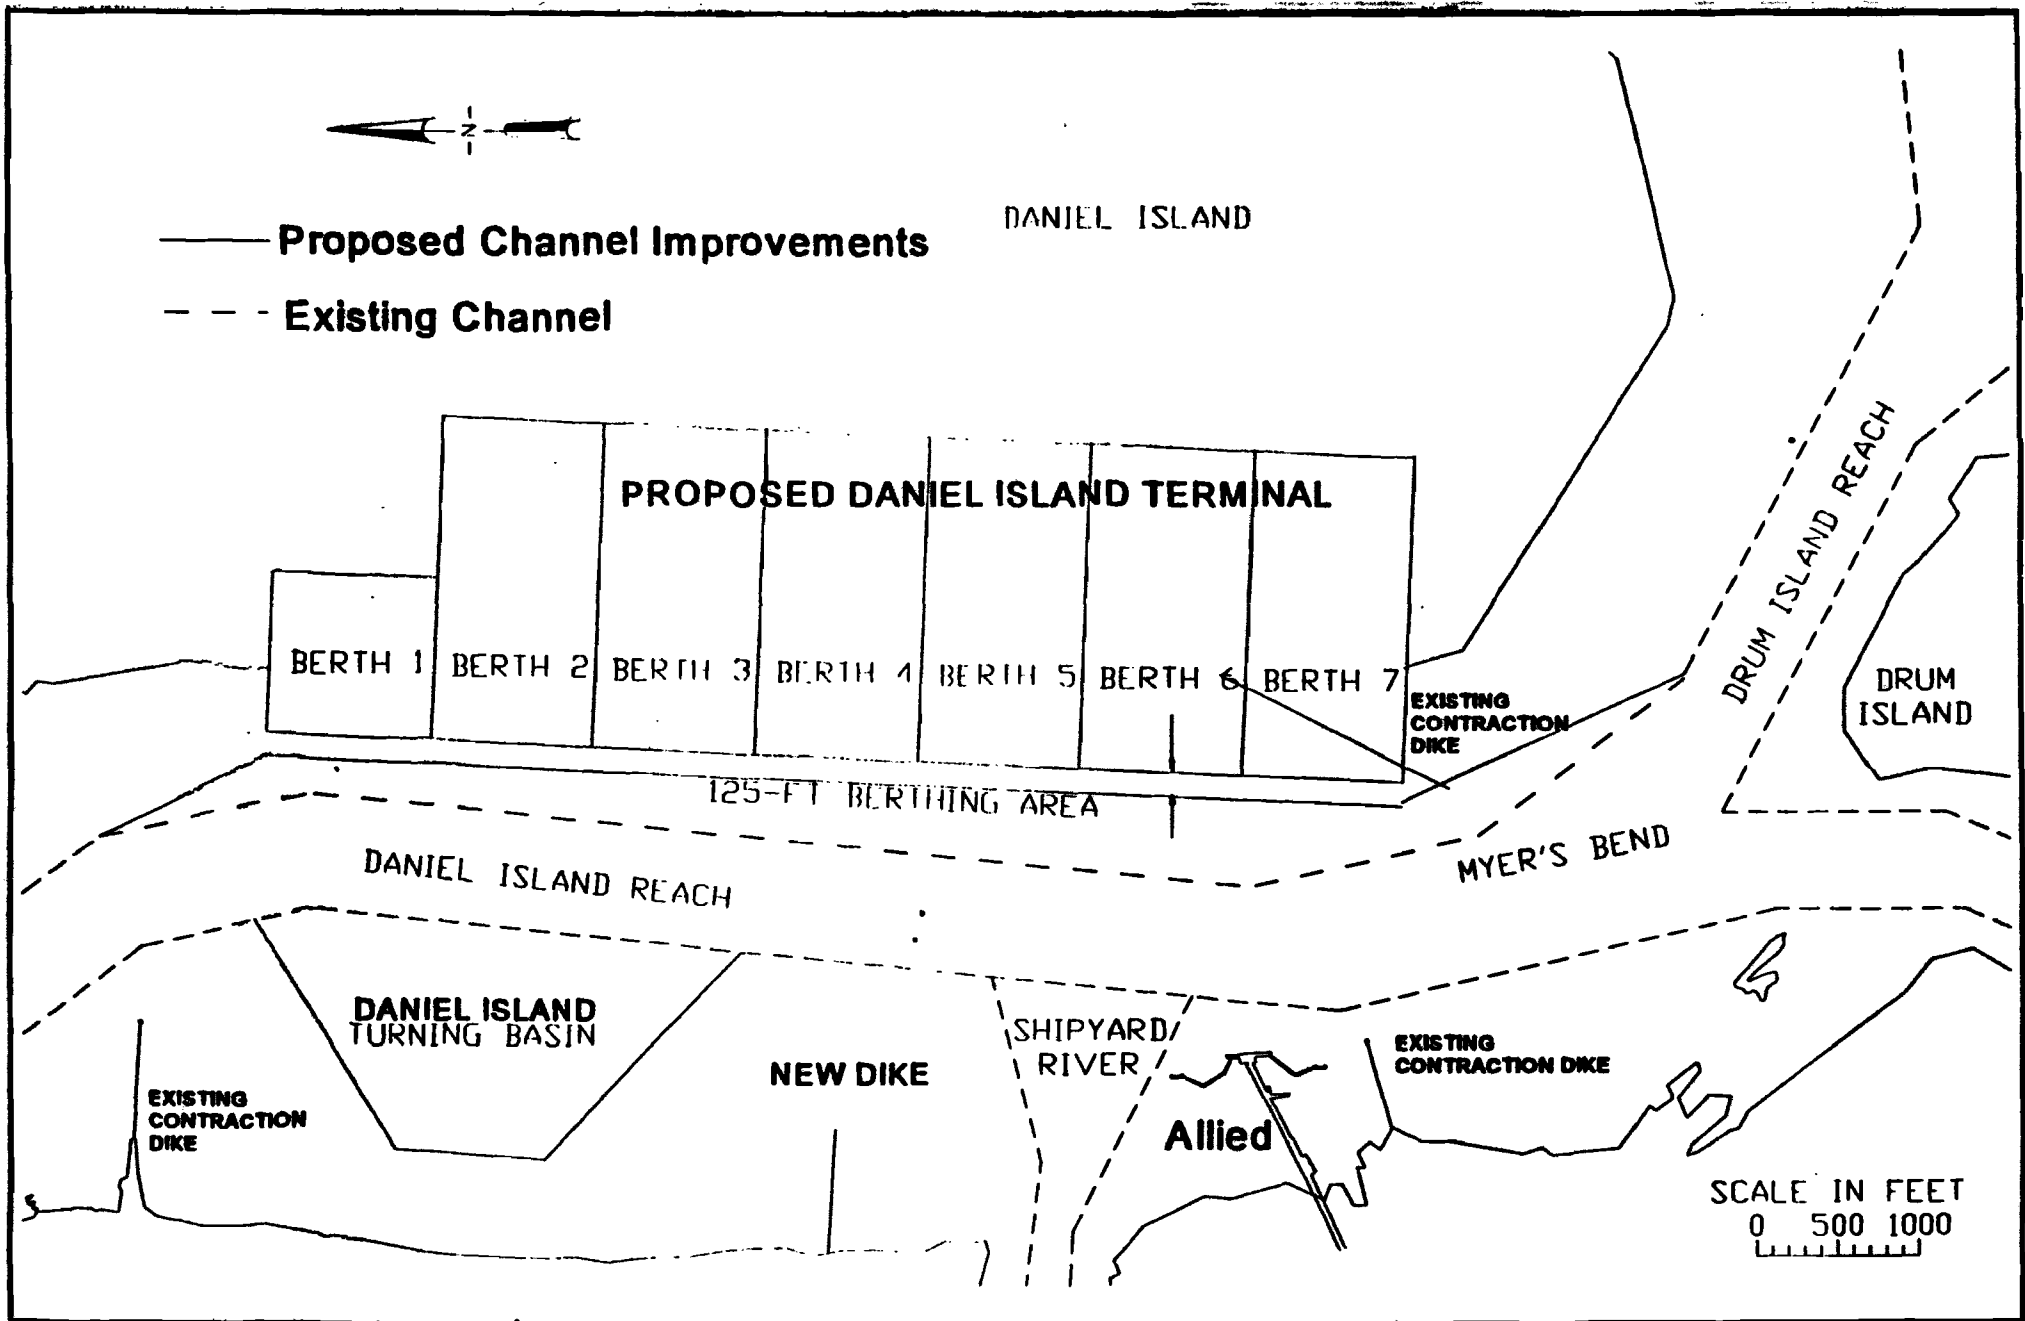 N
DANIEL ISLAND
Proposed Channel Improvements
Existing Channel
PROPOSED DANIEL ISLAND TERMINAL
BERTH 1
BERTH 2
BERTH 3
BERTH 4
BERTH 5
BERTH 6
BERTH 7
EXISTING
CONTRACTION
DIKE
DRUM ISLAND REACH
DRUM
ISLAND
125-FT BERTHING AREA
DANIEL ISLAND REACH
MYER'S BEND
DANIEL ISLAND
TURNING BASIN
NEW DIKE
SHIPYARD
RIVER
EXISTING
CONTRACTION DIKE
EXISTING
CONTRACTION
DIKE
Allied
SCALE IN FEET
0 500 1000